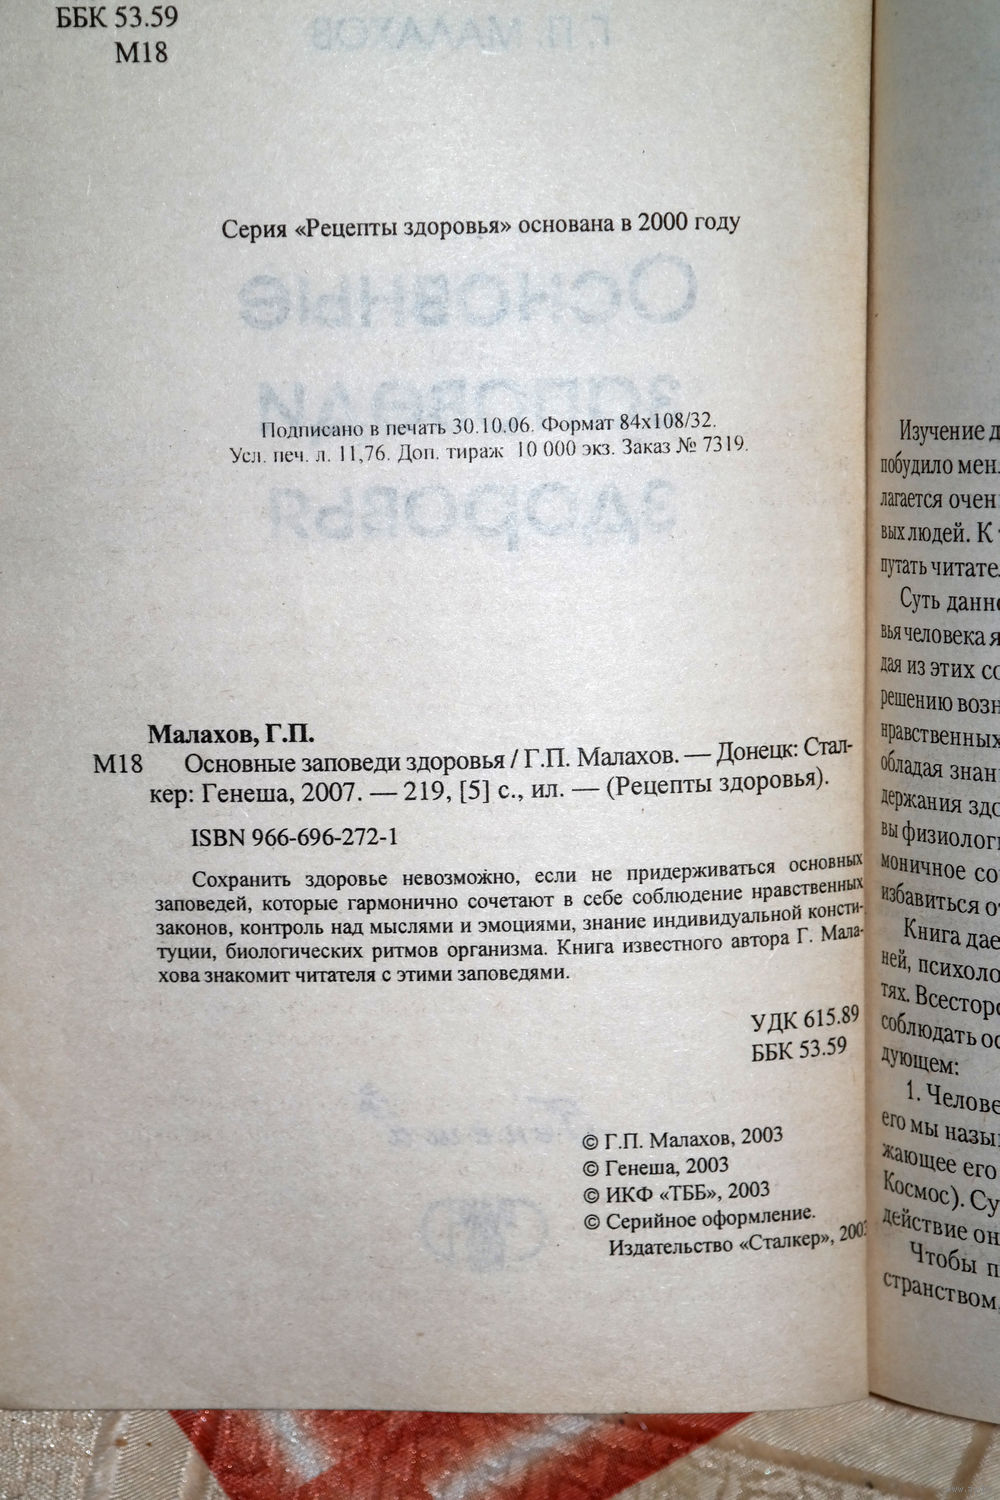 ББК 53.59
М18
Г.П. МАЛАХОВ
Серия «Рецепты здоровья» основана в 2000 году
Основные
заповеди
здоровья
Подписано в печать 30.10.06. Формат 84х108/32.
Усл. печ. л. 11,76. Доп. тираж 10 000 экз. Заказ № 7319.
Малахов, Г.П.
М18 Основные заповеди здоровья / Г.П. Малахов. — Донецк: Стал-
кер: Генеша, 2007. — 219, [5] с., ил. — (Рецепты здоровья).
ISBN 966-696-272-1
Сохранить здоровье невозможно, если не придерживаться основных
заповедей, которые гармонично сочетают в себе соблюдение нравственных
законов, контроль над мыслями и эмоциями, знание индивидуальной консти-
туции, биологических ритмов организма. Книга известного автора Г. Мала-
хова знакомит читателя с этими заповедями.
УДК 615.89
ББК 53.59
© Г.П. Малахов, 2003
© Генеша, 2003
© ИКФ «ТББ», 2003
© Серийное оформление.
Издательство «Сталкер», 2003
Изучение д
побудило мен
лагается очен
вых людей. К
путать читате
Суть данн
вья человека я
дая из этих со
решению возн
нравственных
обладая знан
держания здо
вы физиолог
моничное со
избавиться о
Книга дае
ней, психоло
тях. Всесторо
соблюдать ос
дующем:
1. Челове
его мы назы
жающее его
Космос). Су
действие он
Чтобы п
странством,